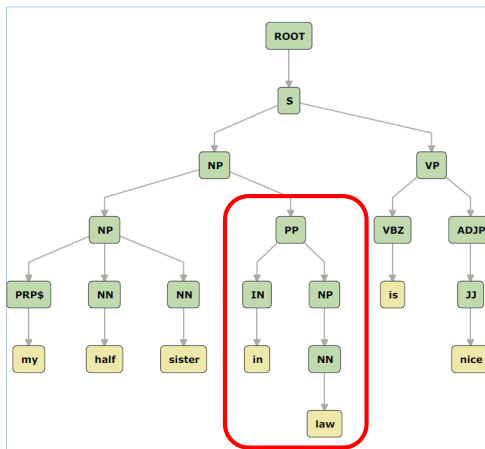 ROOT
S
NP VP
NP PP VBZ ADJP
PRP$ NN NN IN NP is JJ
my half sister in NN nice
law